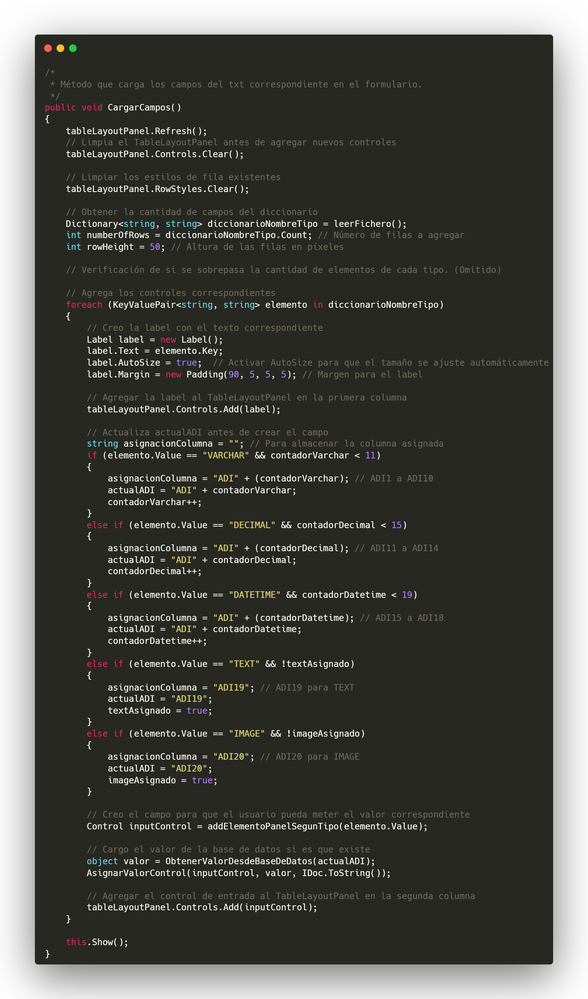 /*
 * Método que carga los campos del txt correspondiente en el formulario.
 */
public void CargarCampos()
{
    tableLayoutPanel.Refresh();
    // Limpia el TableLayoutPanel antes de agregar nuevos controles
    tableLayoutPanel.Controls.Clear();

    // Limpiar los estilos de fila existentes
    tableLayoutPanel.RowStyles.Clear();

    // Obtener la cantidad de campos del diccionario
    Dictionary<string, string> diccionarioNombreTipo = leerFichero();
    int numberOfRows = diccionarioNombreTipo.Count; // Número de filas a agregar
    int rowHeight = 50; // Altura de las filas en píxeles

    // Verificación de si se sobrepasa la cantidad de elementos de cada tipo. (Omitido)

    // Agrega los controles correspondientes
    foreach (KeyValuePair<string, string> elemento in diccionarioNombreTipo)
    {
        // Creo la label con el texto correspondiente
        Label label = new Label();
        label.Text = elemento.Key;
        label.AutoSize = true;  // Activar AutoSize para que el tamaño se ajuste automáticamente
        label.Margin = new Padding(90, 5, 5, 5); // Margen para el label

        // Agregar la label al TableLayoutPanel en la primera columna
        tableLayoutPanel.Controls.Add(label);

        // Actualiza actualADI antes de crear el campo
        string asignacionColumna = ""; // Para almacenar la columna asignada
        if (elemento.Value == "VARCHAR" && contadorVarchar < 11)
        {
            asignacionColumna = "ADI" + (contadorVarchar); // ADI1 a ADI10
            actualADI = "ADI" + contadorVarchar;
            contadorVarchar++;
        }
        else if (elemento.Value == "DECIMAL" && contadorDecimal < 15)
        {
            asignacionColumna = "ADI" + (contadorDecimal); // ADI11 a ADI14
            actualADI = "ADI" + contadorDecimal;
            contadorDecimal++;
        }
        else if (elemento.Value == "DATETIME" && contadorDatetime < 19)
        {
            asignacionColumna = "ADI" + (contadorDatetime); // ADI15 a ADI18
            actualADI = "ADI" + contadorDatetime;
            contadorDatetime++;
        }
        else if (elemento.Value == "TEXT" && !textAsignado)
        {
            asignacionColumna = "ADI19"; // ADI19 para TEXT
            actualADI = "ADI19";
            textAsignado = true;
        }
        else if (elemento.Value == "IMAGE" && !imageAsignado)
        {
            asignacionColumna = "ADI20"; // ADI20 para IMAGE
            actualADI = "ADI20";
            imageAsignado = true;
        }

        // Creo el campo para que el usuario pueda meter el valor correspondiente
        Control inputControl = addElementoPanelSegunTipo(elemento.Value);

        // Cargo el valor de la base de datos si es que existe
        object valor = ObtenerValorDesdeBaseDeDatos(actualADI);
        AsignarValorControl(inputControl, valor, IDoc.ToString());

        // Agregar el control de entrada al TableLayoutPanel en la segunda columna
        tableLayoutPanel.Controls.Add(inputControl);
    }

    this.Show();
}